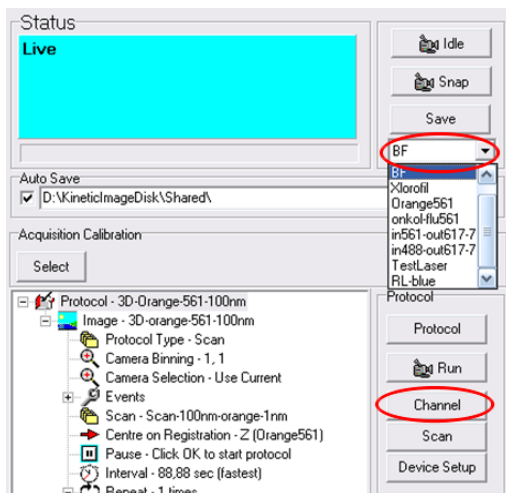 Status
Live
Idle
Snap
Save
BF
BF
Xlorofil
Orange561
onkol-flu561
in561-out617-7
in488-out617-7
TestLaser
RL-blue
Auto Save
D:\KineticImageDisk\Shared\
Acquisition Calibration
Select
Protocol - 3D-Orange-561-100nm
Image - 3D-orange-561-100nm
Protocol Type - Scan
Camera Binning - 1, 1
Camera Selection - Use Current
Events
Scan - Scan-100nm-orange-1nm
Centre on Registration - Z (Orange561)
Pause - Click OK to start protocol
Interval - 88,88 sec (fastest)
Repeat - 1 times
Protocol
Protocol
Run
Channel
Scan
Device Setup